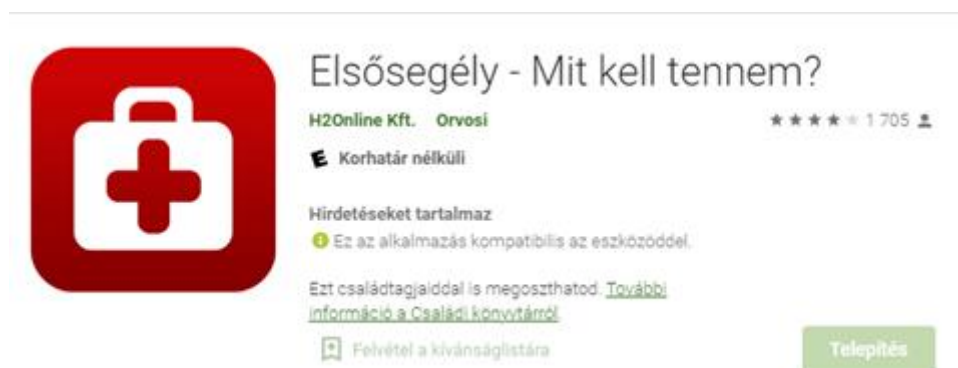 Elsősegély - Mit kell tennem?
H2Online Kft. Orvosi
1 705
E Korhatár nélküli
Hirdetéseket tartalmaz
Ez az alkalmazás kompatibilis az eszközöddel.
Ezt családtagjaiddal is megoszthatod. További
információ a Családi könyvtárról.
Felvétel a kívánságlistára
Telepítés